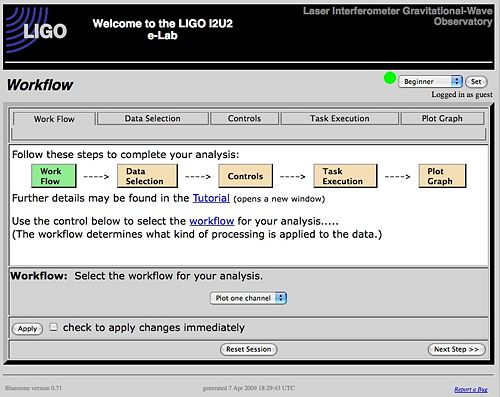 LIGO
Welcome to the LIGO I2U2
e-Lab
Laser Interferometer Gravitational-Wave
Observatory
Workflow
Beginner
Set
Logged in as guest
Work Flow
Data Selection
Controls
Task Execution
Plot Graph
Follow these steps to complete your analysis:
Work
Flow
---->
Data
Selection
---->
Controls
---->
Task
Execution
---->
Plot
Graph
Further details may be found in the Tutorial (opens a new window)
Use the control below to select the workflow for your analysis.....
(The workflow determines what kind of processing is applied to the data.)
Workflow: Select the workflow for your analysis.
Plot one channel
Apply
check to apply changes immediately
Reset Session
Next Step >>
Bluestone version 0.71
generated 7 Apr 2009 18:29:43 UTC
Report a Bug